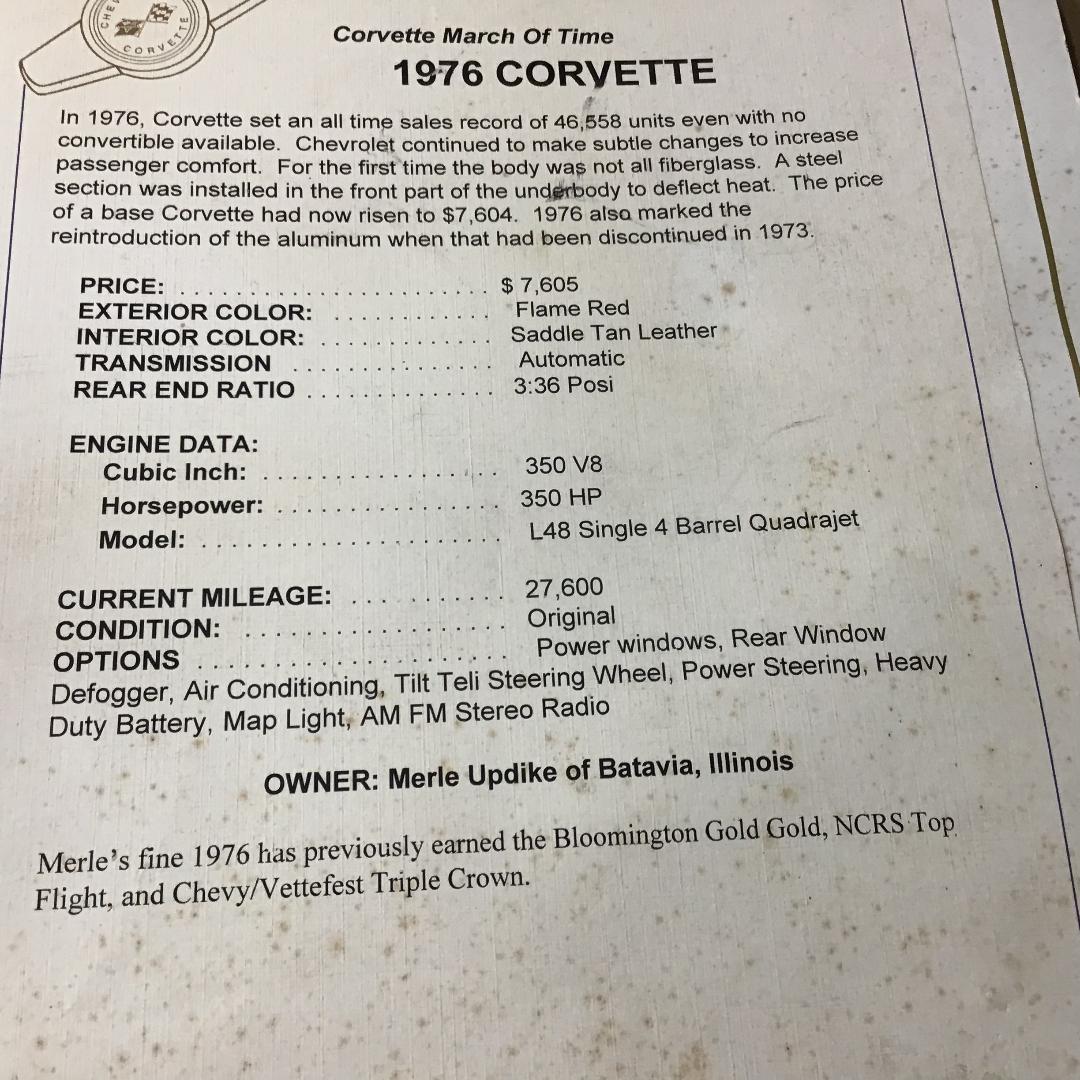 CHEV
CORVETTE
Corvette March Of Time
1976 CORVETTE
In 1976, Corvette set an all time sales record of 46,558 units even with no
convertible available. Chevrolet continued to make subtle changes to increase
passenger comfort. For the first time the body was not all fiberglass. A steel
section was installed in the front part of the underbody to deflect heat. The price
of a base Corvette had now risen to $7,604. 1976 also marked the
reintroduction of the aluminum when that had been discontinued in 1973.
PRICE: . . . . . . . . . . . . . . . . . . . . . $ 7,605
EXTERIOR COLOR: . . . . . . . . . . . Flame Red
INTERIOR COLOR: . . . . . . . . . . . . Saddle Tan Leather
TRANSMISSION . . . . . . . . . . . . . . Automatic
REAR END RATIO . . . . . . . . . . . . . 3:36 Posi
ENGINE DATA:
Cubic Inch: . . . . . . . . . . . . . . . . 350 V8
Horsepower: . . . . . . . . . . . . . . . 350 HP
Model: . . . . . . . . . . . . . . . . . . . . L48 Single 4 Barrel Quadrajet
CURRENT MILEAGE: . . . . . . . . . . . 27,600
CONDITION: . . . . . . . . . . . . . . . . . . Original
OPTIONS . . . . . . . . . . . . . . . . . . . . . Power windows, Rear Window
Defogger, Air Conditioning, Tilt Teli Steering Wheel, Power Steering, Heavy
Duty Battery, Map Light, AM FM Stereo Radio
OWNER: Merle Updike of Batavia, Illinois
Merle's fine 1976 has previously earned the Bloomington Gold Gold, NCRS Top
Flight, and Chevy/Vettefest Triple Crown.